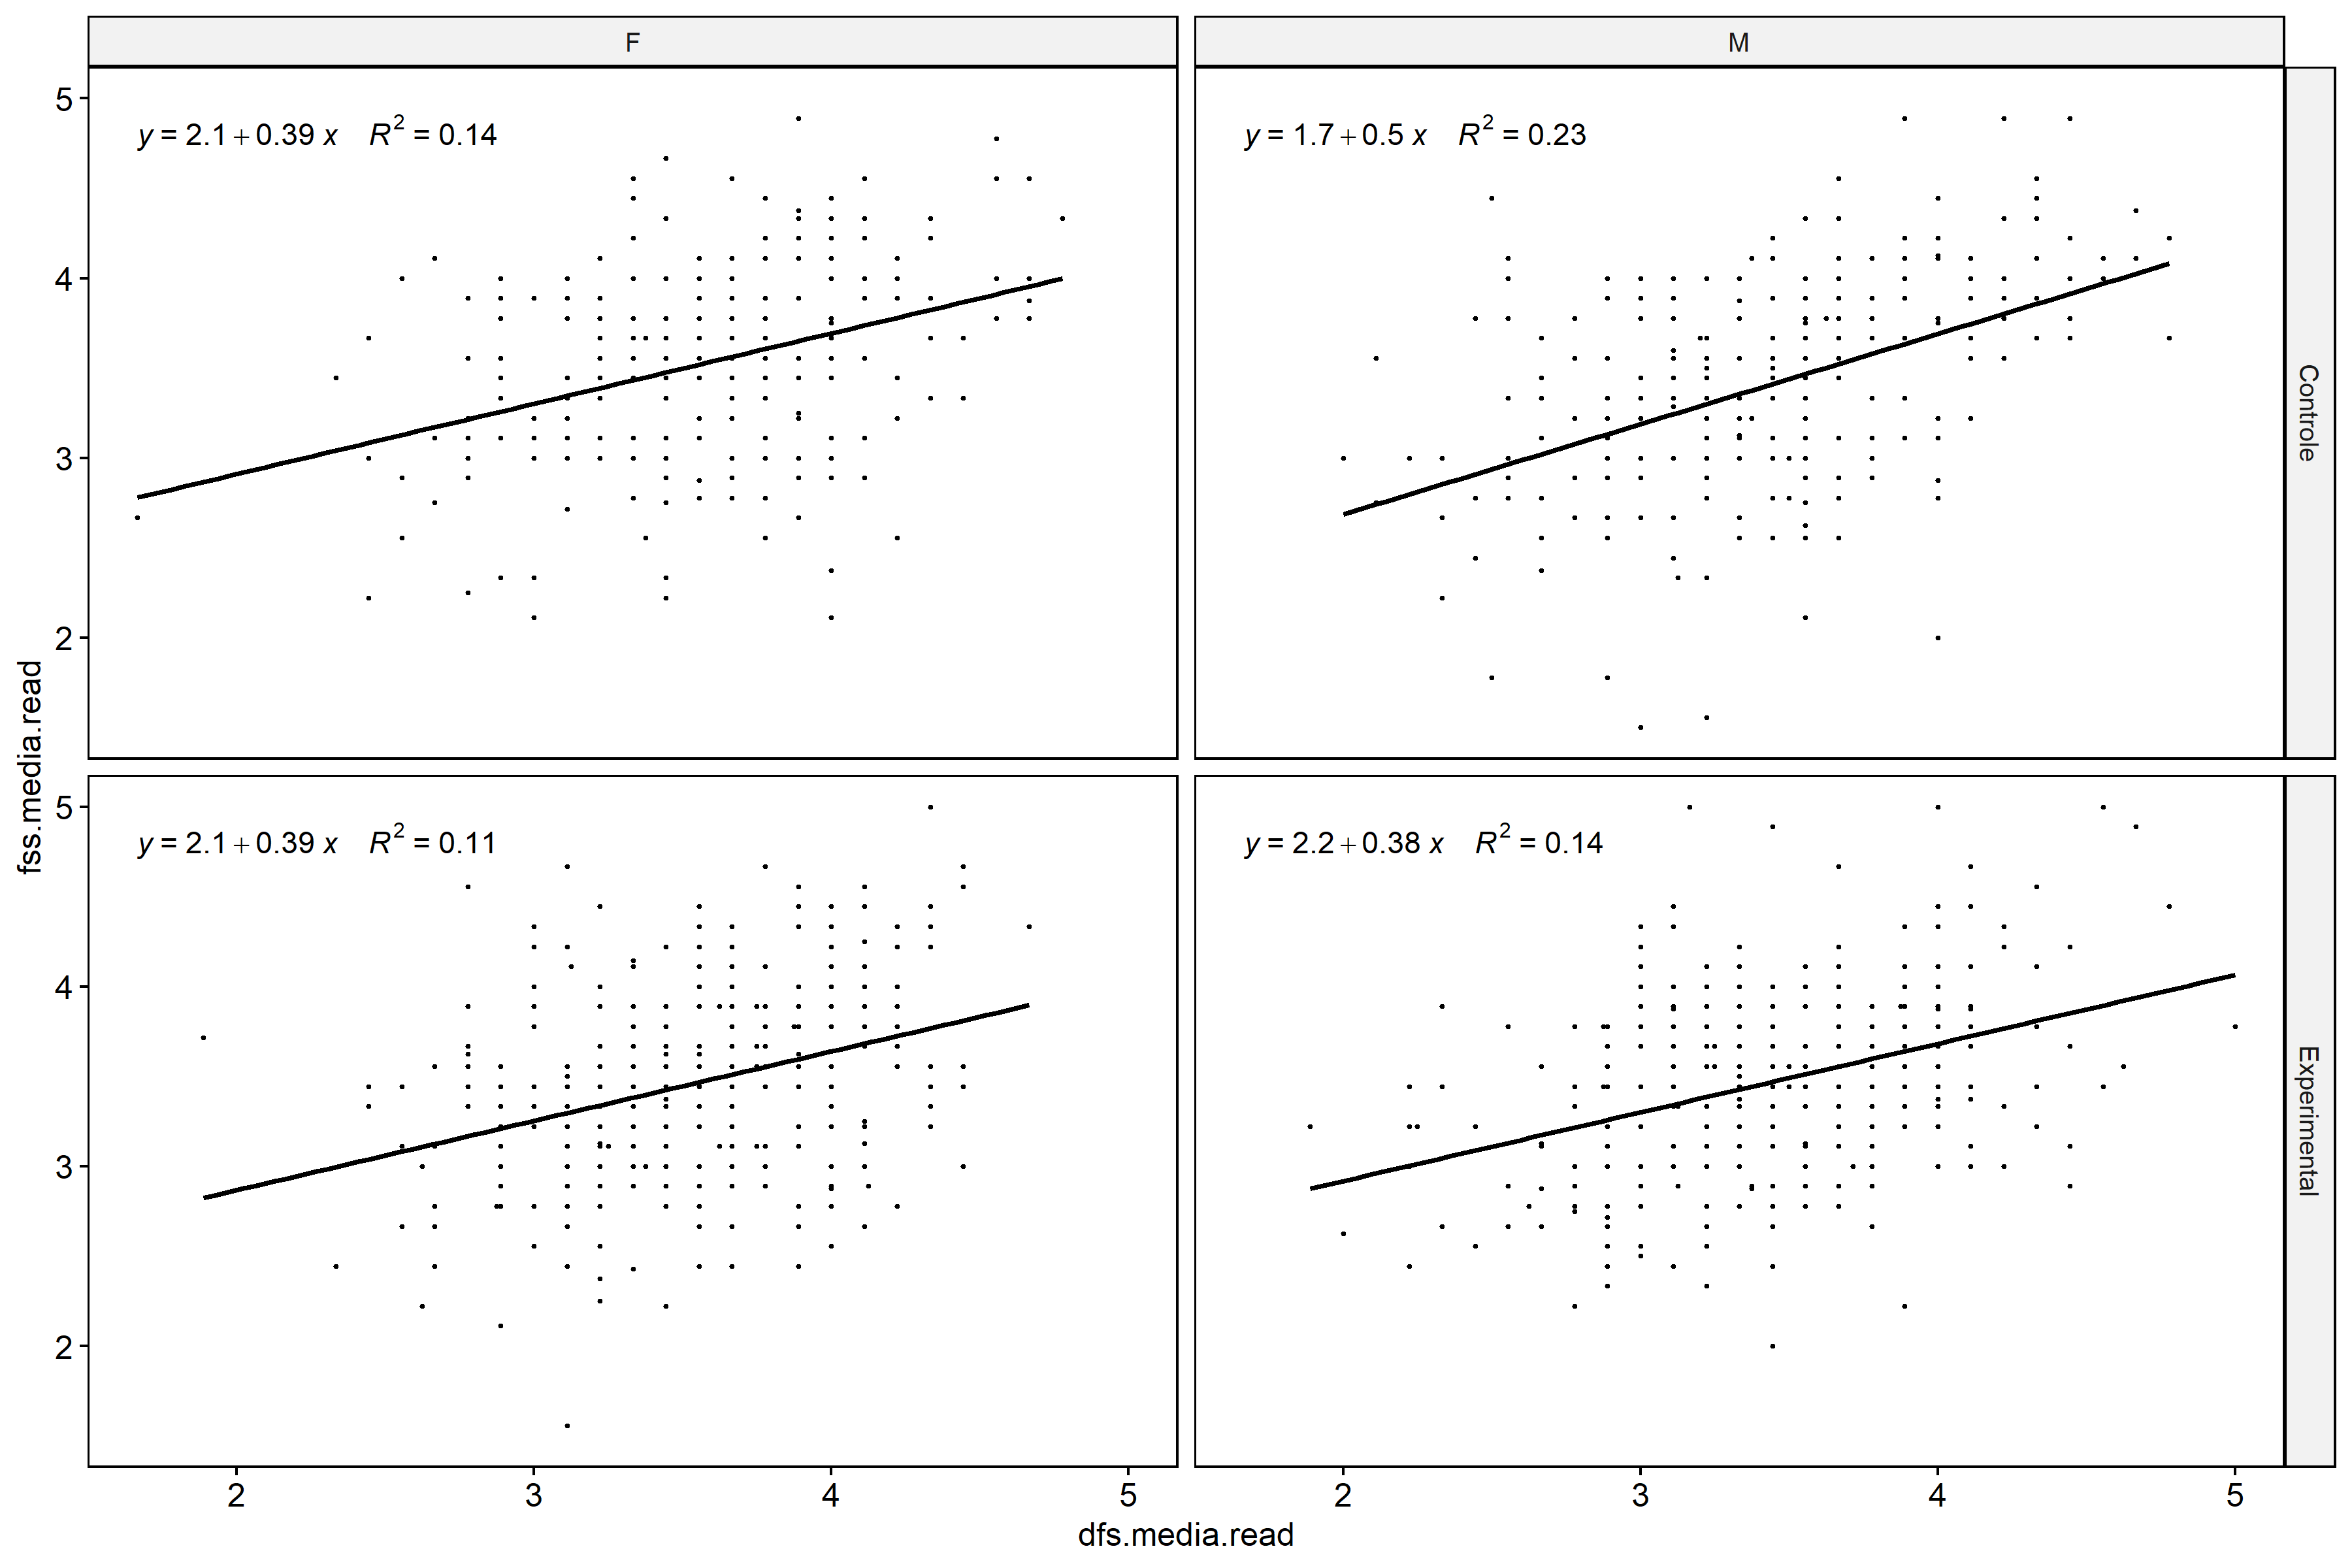 F
M
5
4
3
2
y = 2.1 + 0.39 x R² = 0.14
y = 1.7 + 0.5 x R² = 0.23
Controle
fss.media.read
5
4
3
2
y = 2.1 + 0.39 x R² = 0.11
y = 2.2 + 0.38 x R² = 0.14
Experimental
2 3 4 5
2 3 4 5
dfs.media.read